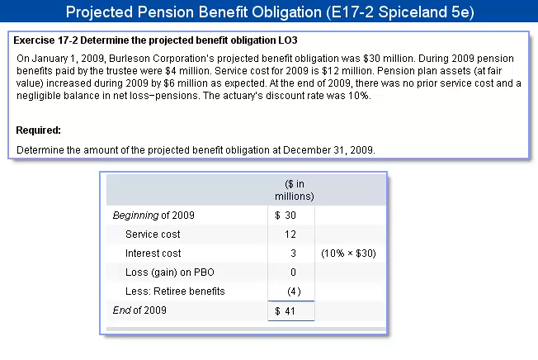 Projected Pension Benefit Obligation (E17-2 Spiceland 5e)
Exercise 17-2 Determine the projected benefit obligation LO3
On January 1, 2009, Burleson Corporation's projected benefit obligation was $30 million. During 2009 pension
benefits paid by the trustee were $4 million. Service cost for 2009 is $12 million. Pension plan assets (at fair
value) increased during 2009 by $6 million as expected. At the end of 2009, there was no prior service cost and a
negligible balance in net loss–pensions. The actuary's discount rate was 10%.
Required:
Determine the amount of the projected benefit obligation at December 31, 2009.
($ in
millions)
Beginning of 2009 $ 30
Service cost 12
Interest cost 3 (10% × $30)
Loss (gain) on PBO 0
Less: Retiree benefits (4)
End of 2009 $ 41